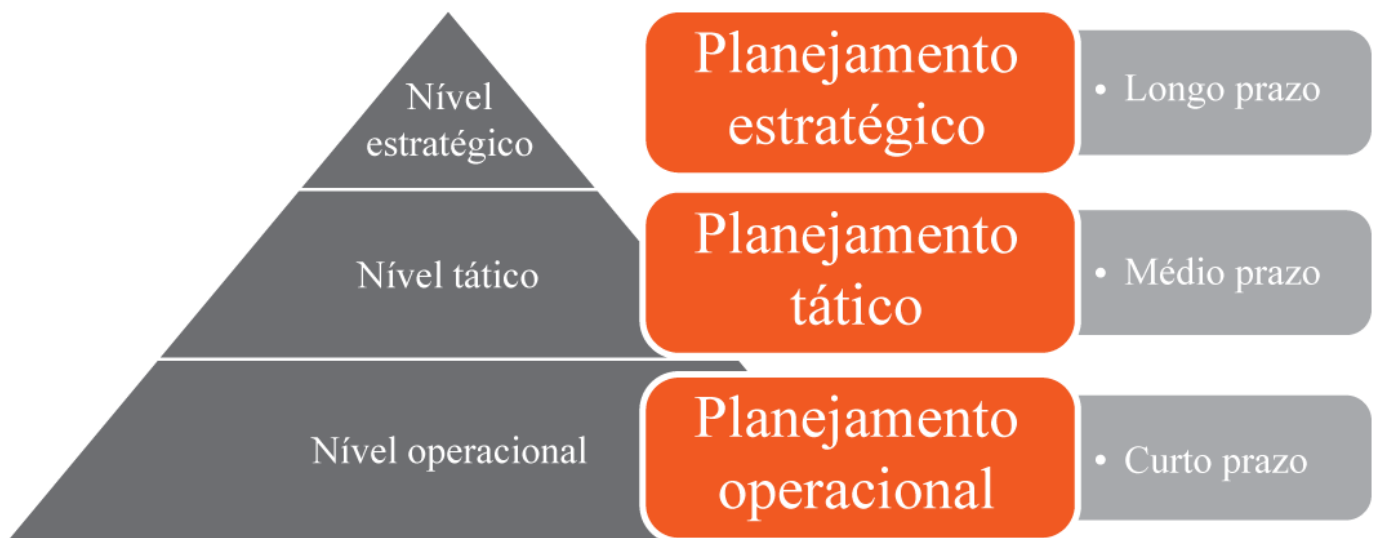 Nível
estratégico
Planejamento
estratégico
• Longo prazo
Nível tático
Planejamento
tático
• Médio prazo
Nível operacional
Planejamento
operacional
• Curto prazo